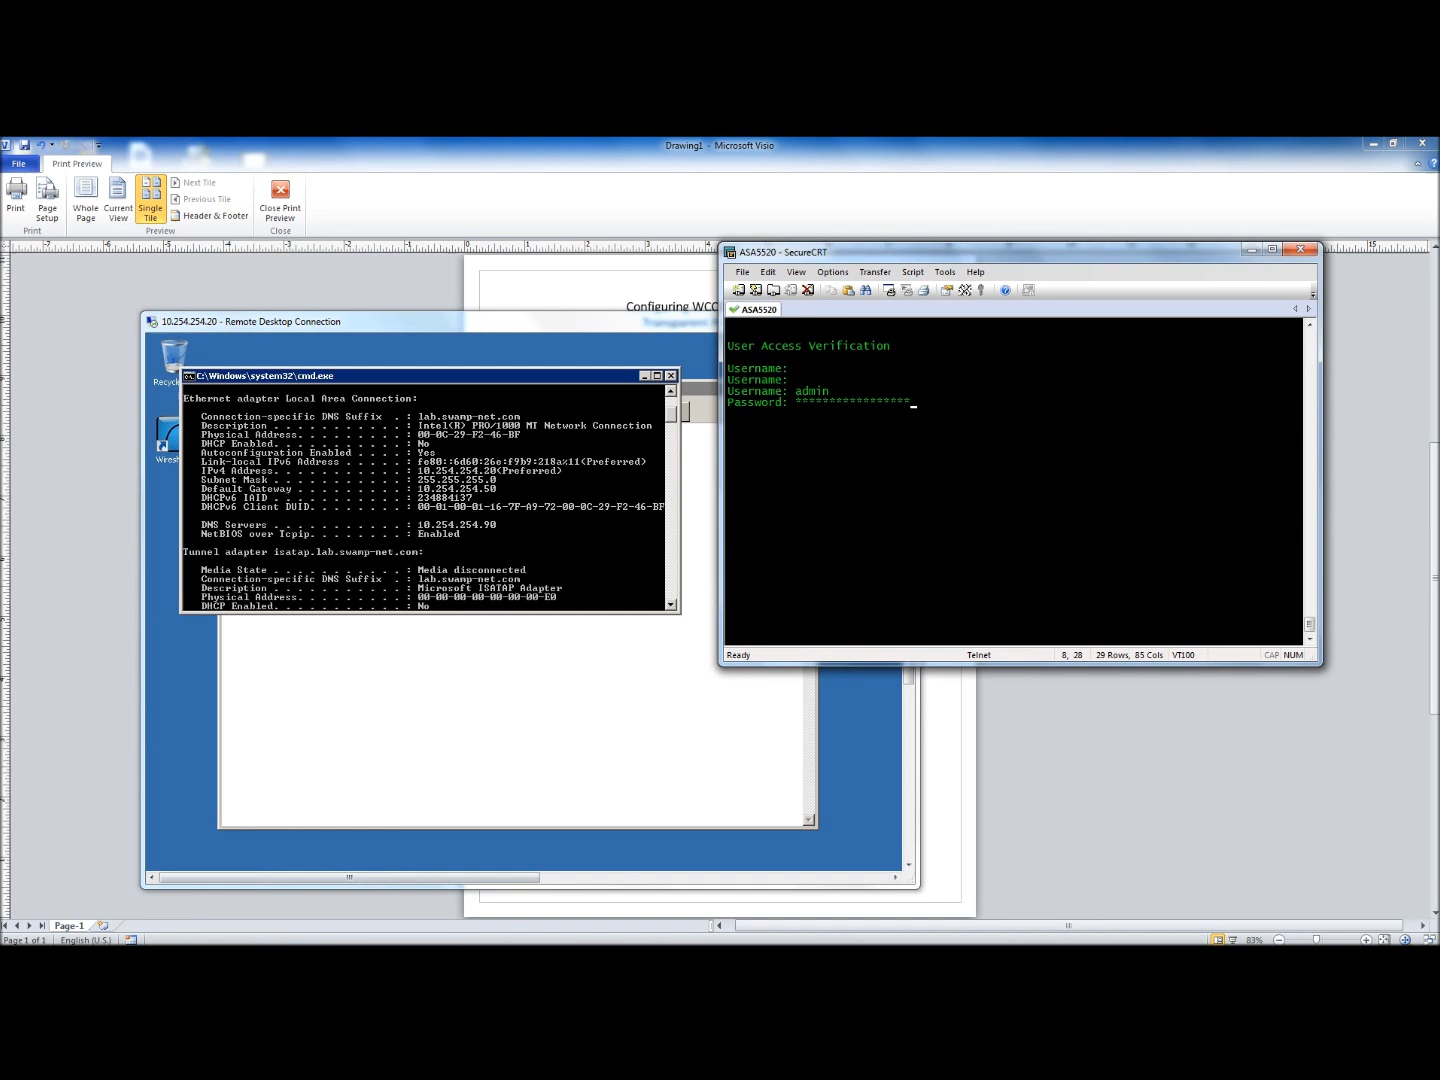 Drawing1 - Microsoft Visio
File
Print Preview
Print
Page Setup
Whole Page
Current View
Single Tile
Next Tile
Previous Tile
Header & Footer
Close Print Preview
Print
Preview
Close
Configuring WCC
10.254.254.20 - Remote Desktop Connection
Recycle
Wiresh
C:\Windows\system32\cmd.exe
Ethernet adapter Local Area Connection:
Connection-specific DNS Suffix . : lab.swamp-net.com
Description . . . . . . . . . . . : Intel(R) PRO/1000 MT Network Connection
Physical Address. . . . . . . . . : 00-0C-29-F2-46-BF
DHCP Enabled. . . . . . . . . . . : No
Autoconfiguration Enabled . . . . : Yes
Link-local IPv6 Address . . . . . : fe80::6d60:26e:f9b9:218a%11(Preferred)
IPv4 Address. . . . . . . . . . . : 10.254.254.20(Preferred)
Subnet Mask . . . . . . . . . . . : 255.255.255.0
Default Gateway . . . . . . . . . : 10.254.254.50
DHCPv6 IAID . . . . . . . . . . . : 234884137
DHCPv6 Client DUID. . . . . . . . : 00-01-00-01-16-7F-A9-72-00-0C-29-F2-46-BF
DNS Servers . . . . . . . . . . . : 10.254.254.90
NetBIOS over Tcpip. . . . . . . . : Enabled
Tunnel adapter isatap.lab.swamp-net.com:
Media State . . . . . . . . . . . : Media disconnected
Connection-specific DNS Suffix . : lab.swamp-net.com
Description . . . . . . . . . . . : Microsoft ISATAP Adapter
Physical Address. . . . . . . . . : 00-00-00-00-00-00-00-E0
DHCP Enabled. . . . . . . . . . . : No
ASA5520 - SecureCRT
File Edit View Options Transfer Script Tools Help
ASA5520
User Access Verification
Username:
Username:
Username: admin
Password: *****************
Ready
Telnet
8, 28
29 Rows, 85 Cols
VT100
CAP NUM
Page-1
Page 1 of 1
English (U.S.)
83%